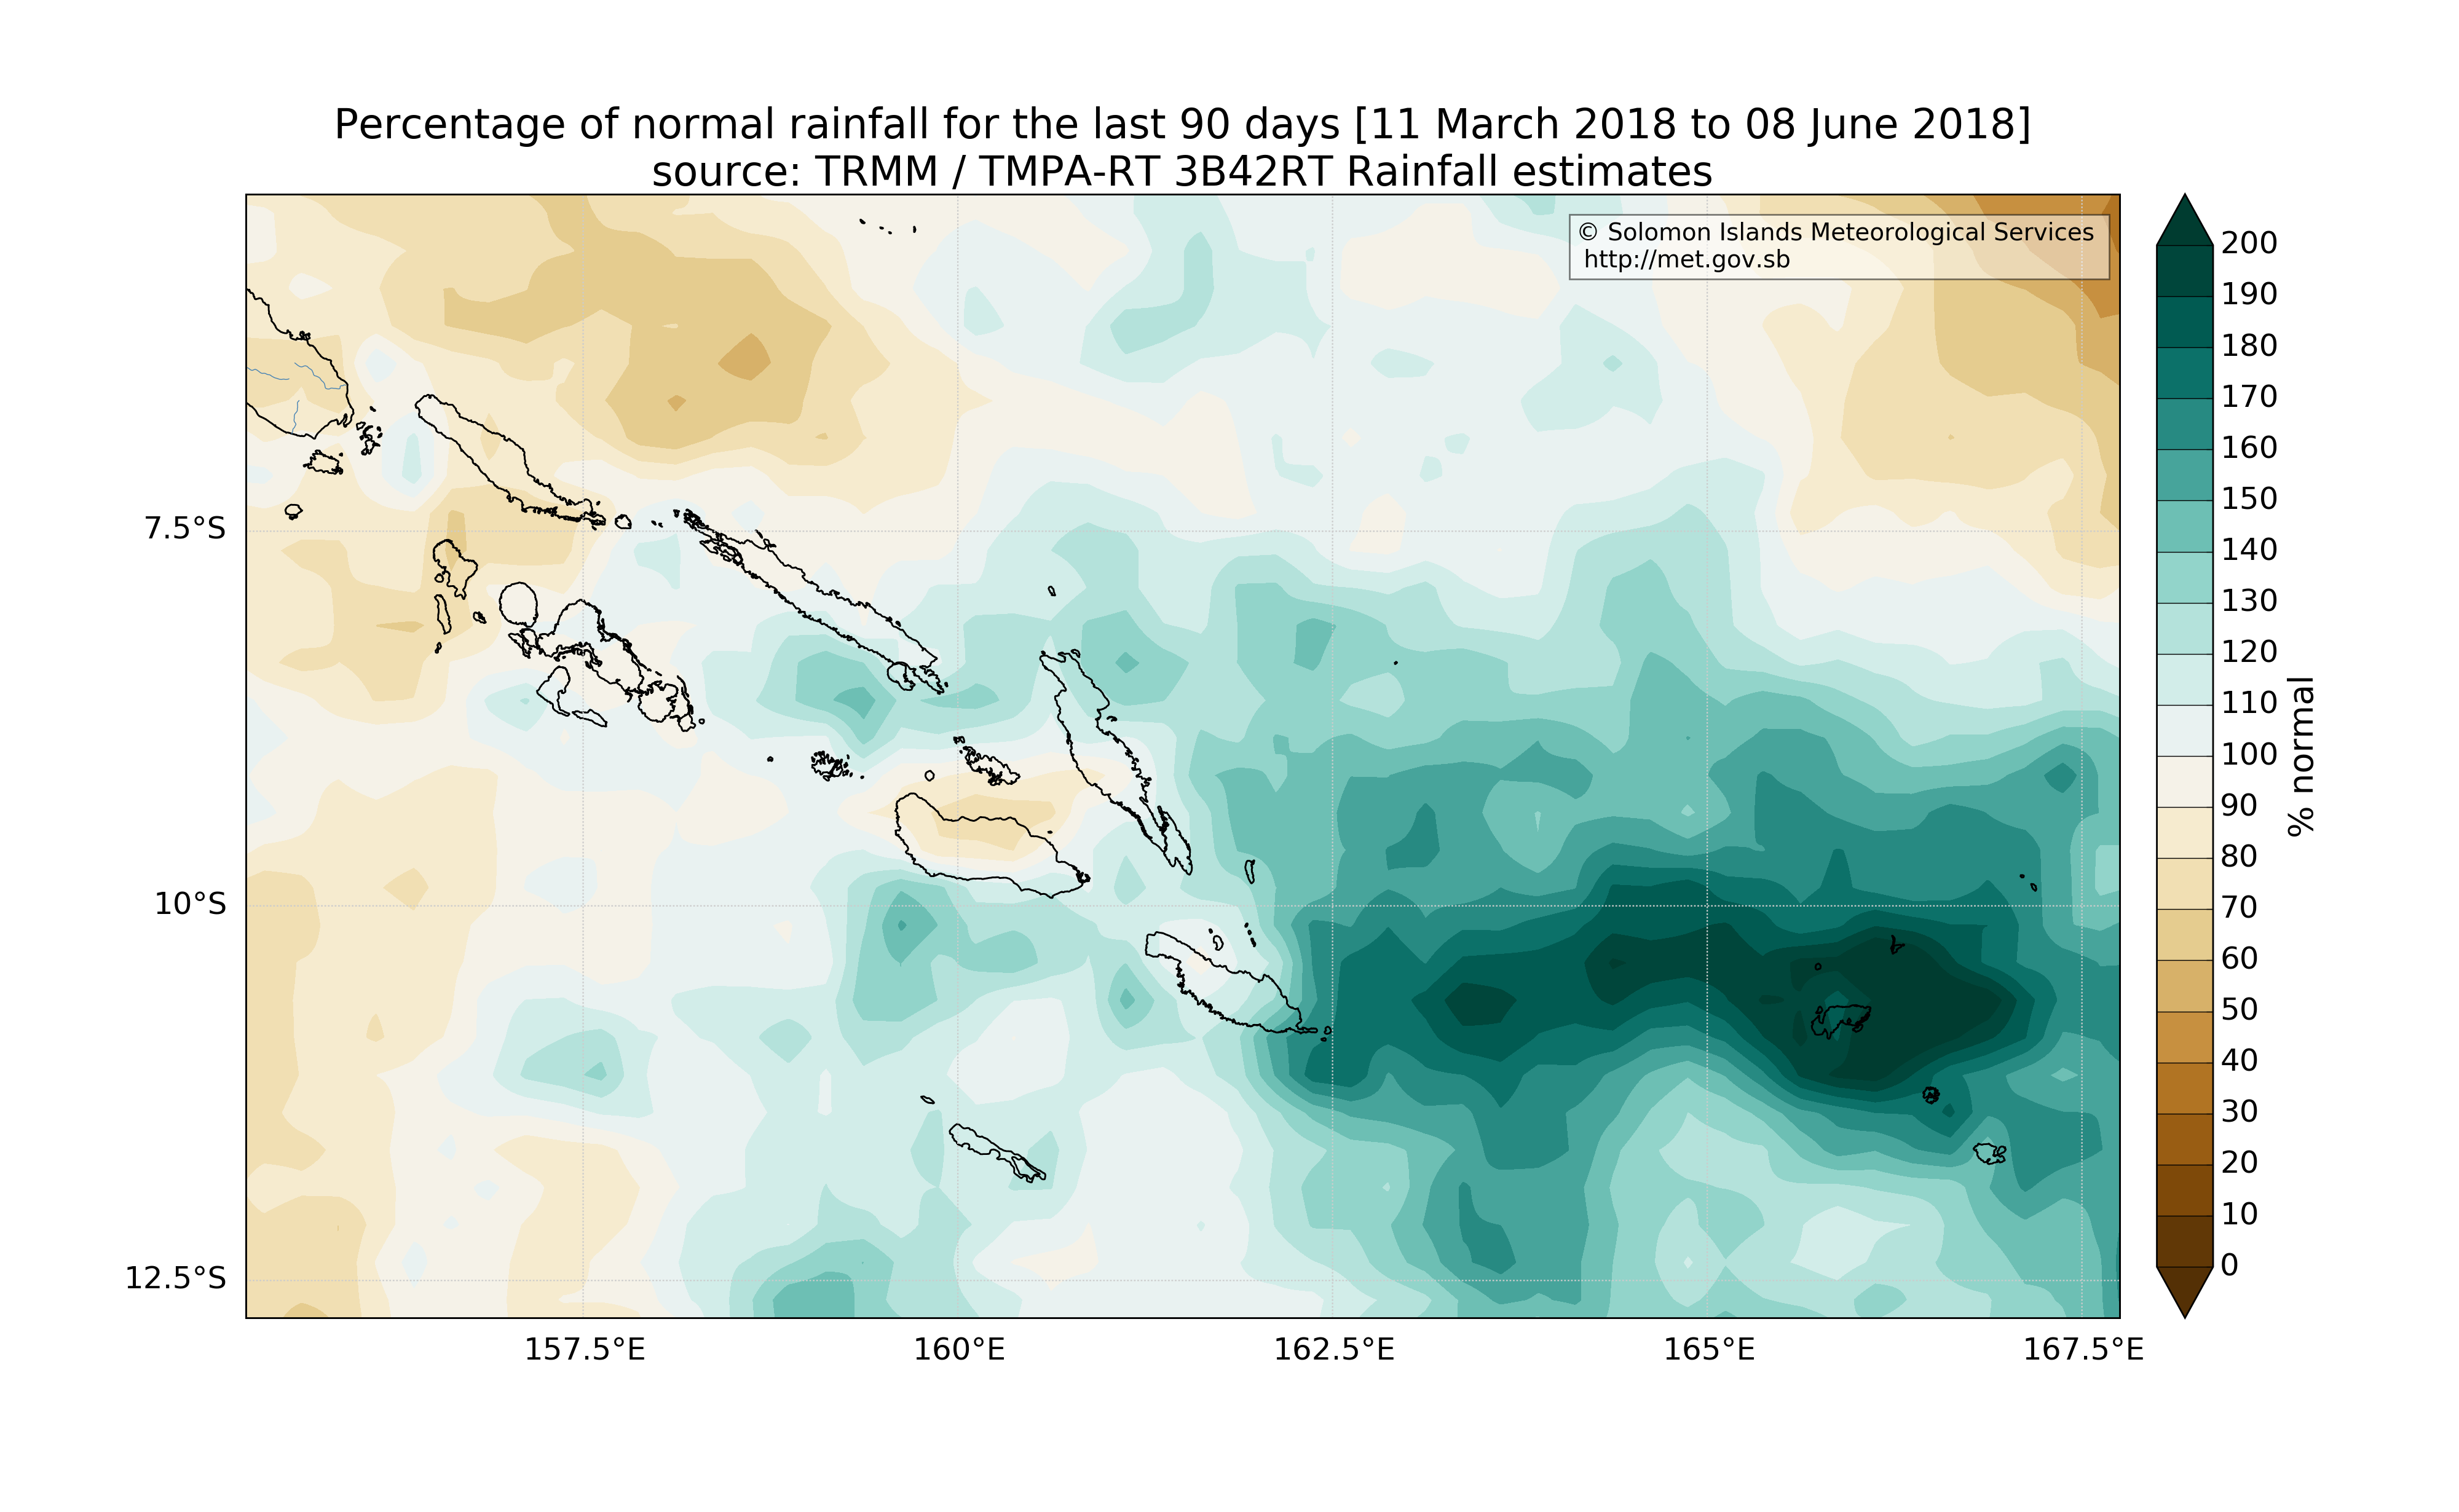 Percentage of normal rainfall for the last 90 days [11 March 2018 to 08 June 2018]
source: TRMM / TMPA-RT 3B42RT Rainfall estimates
© Solomon Islands Meteorological Services
http://met.gov.sb
7.5°S
10°S
12.5°S
157.5°E
160°E
162.5°E
165°E
167.5°E
200
190
180
170
160
150
140
130
120
110
100
90
80
70
60
50
40
30
20
10
0
% normal